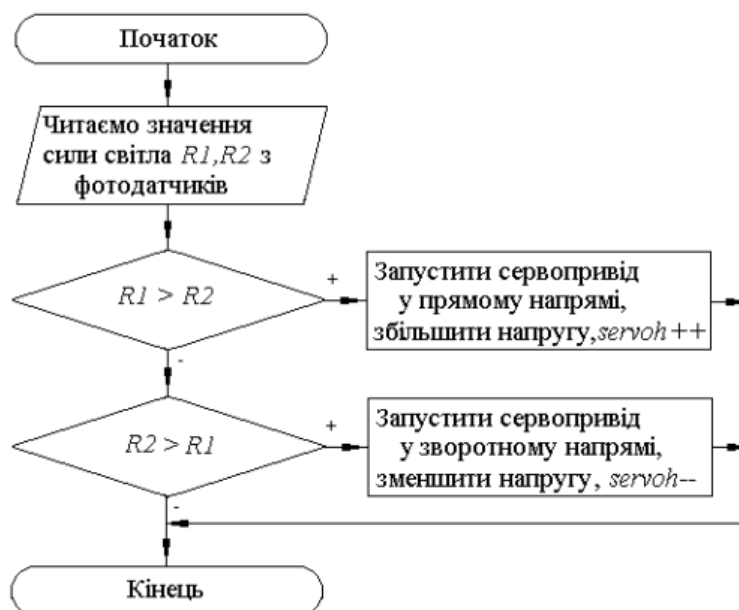 Початок
Читаємо значення
сили світла R1,R2 з
фотодатчиків
R1 > R2
+
Запустити сервопривід
у прямому напрямі,
збільшити напругу,servoh++
-
R2 > R1
+
Запустити сервопривід
у зворотному напрямі,
зменшити напругу, servoh--
-
Кінець